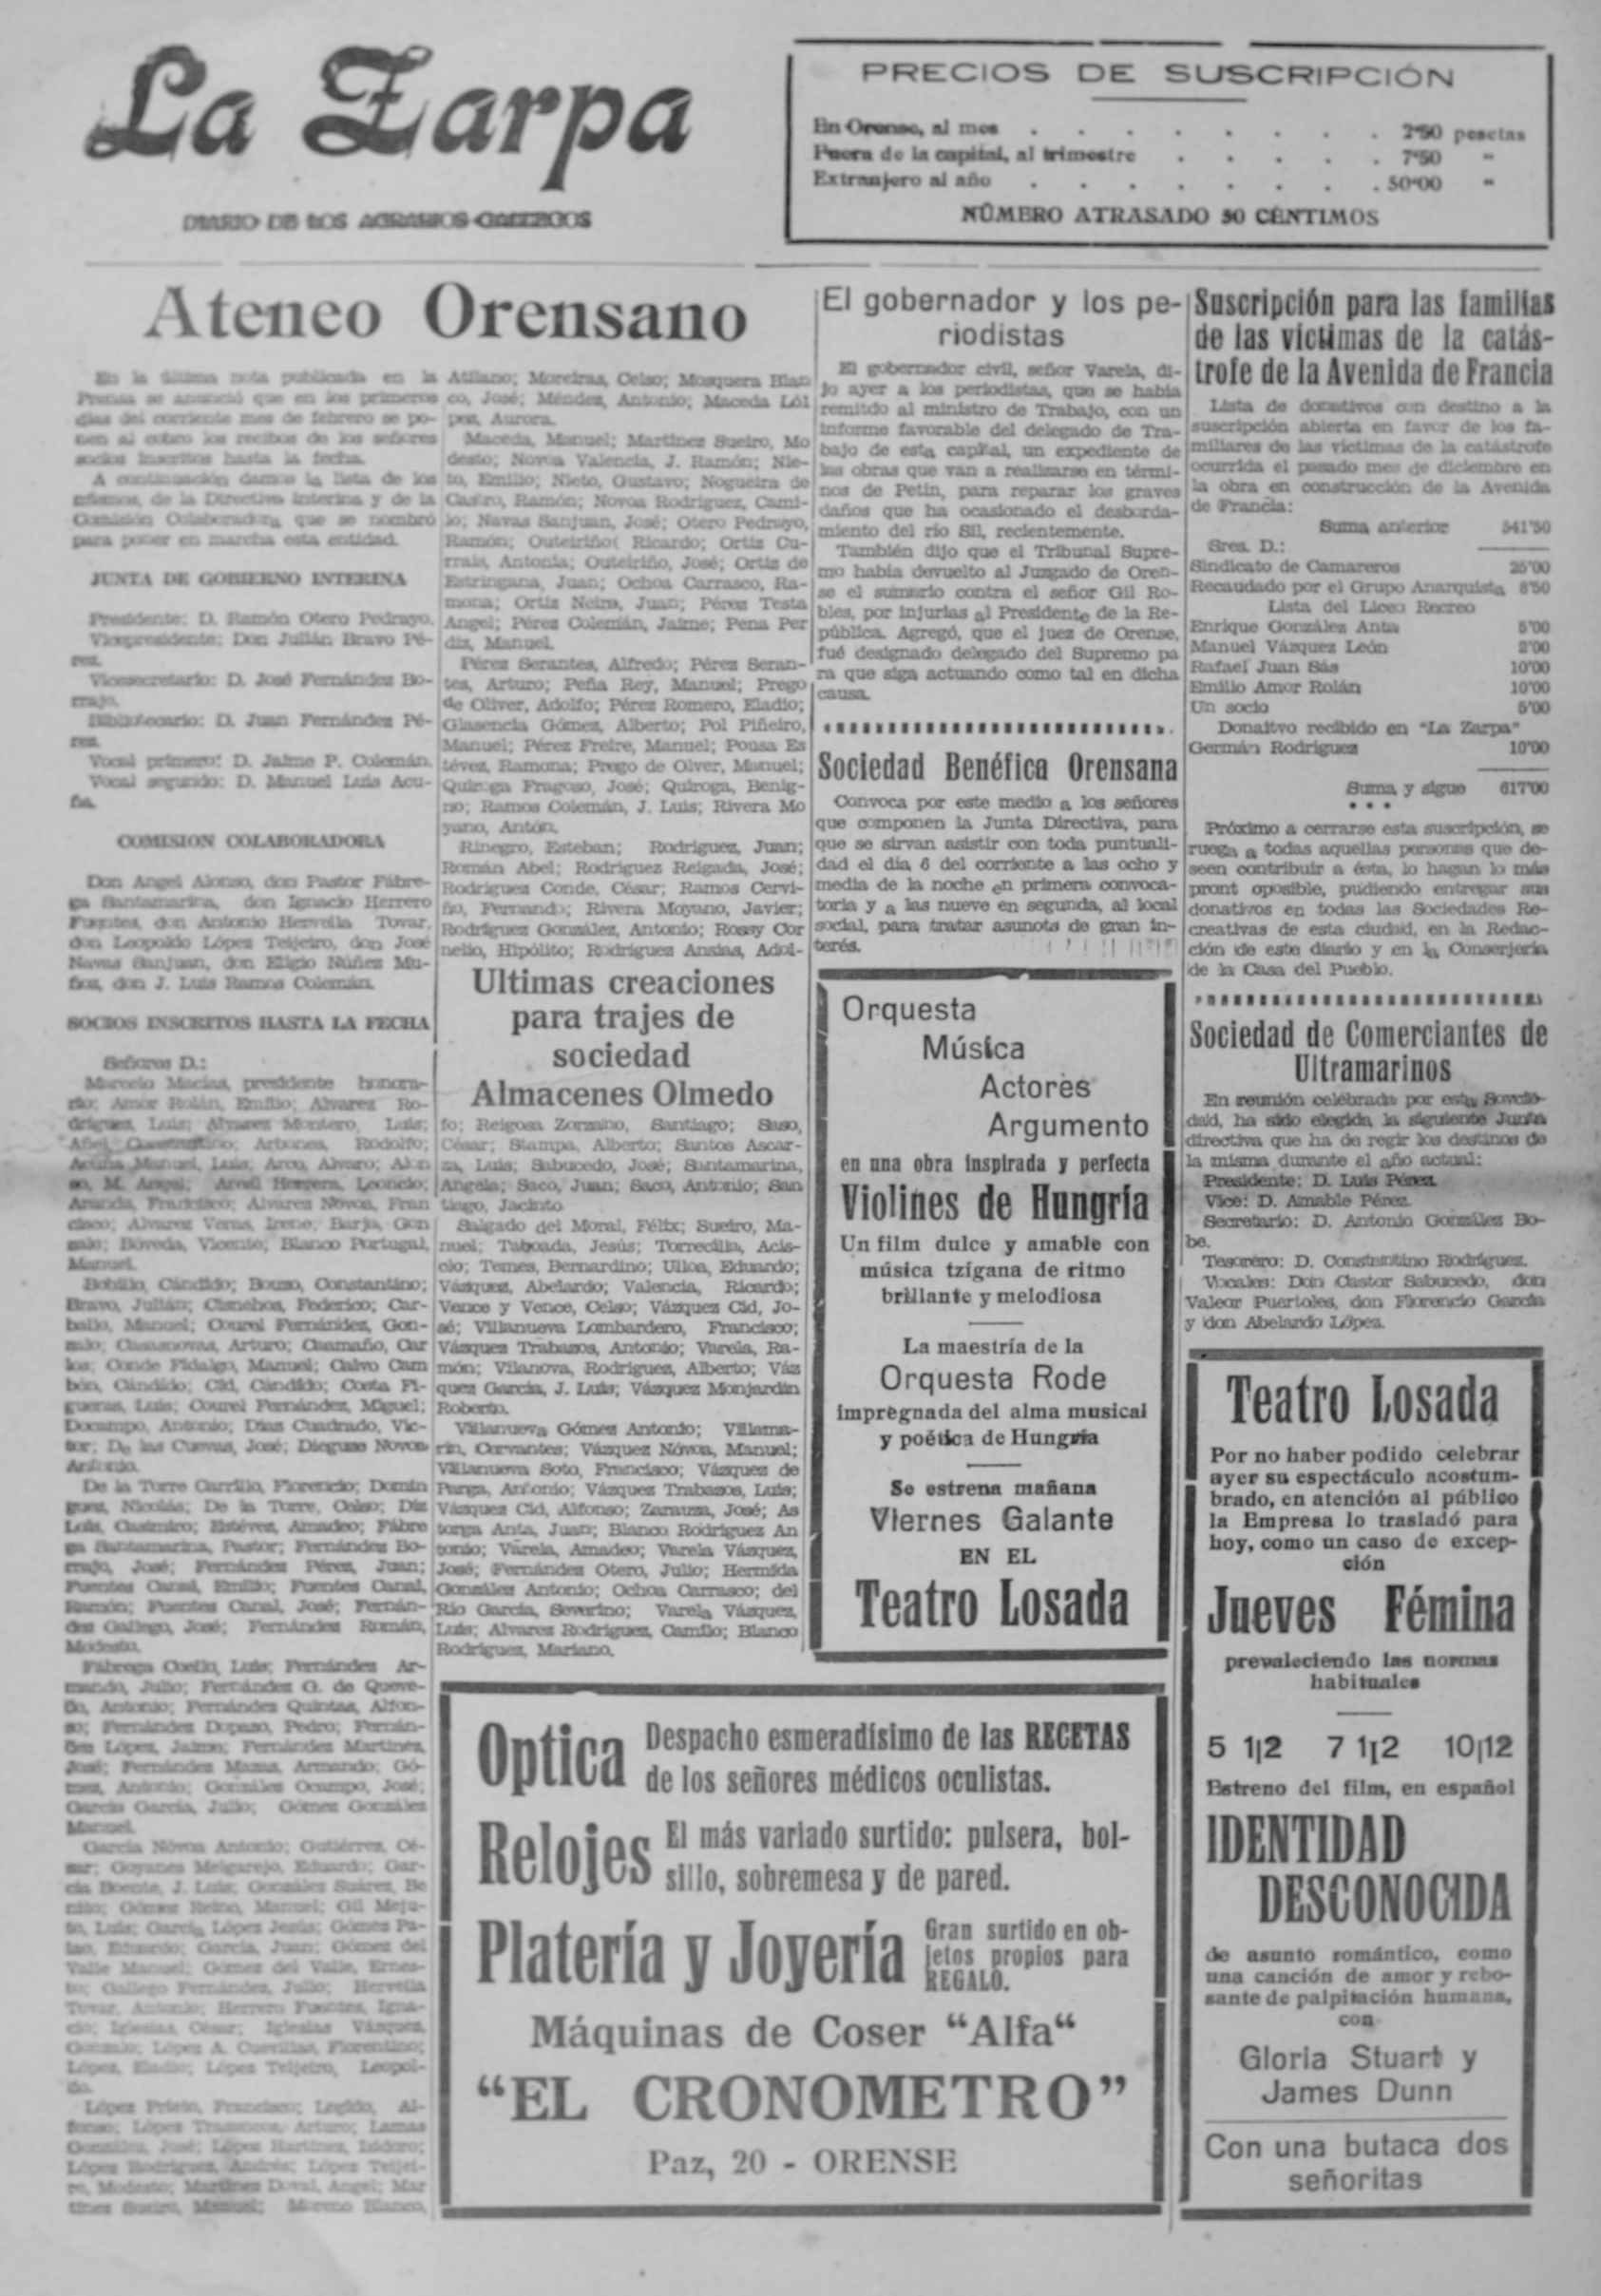 La Zarpa
DIARIO DE LOS AGRARIOS GALLEGOS
PRECIOS DE SUSCRIPCIÓN
En Orense, al mes . . . . . . . . 2'50 pesetas
Fuera de la capital, al trimestre . . . . . 7'50 "
Extranjero al año . . . . . . . . 50'00 "
NÚMERO ATRASADO 50 CÉNTIMOS
Ateneo Orensano
En la última nota publicada en la
Prensa se anunció que en los primeros
días del corriente mes de febrero se po-
nen al cobro los recibos de los señores
socios inscritos hasta la fecha.
A continuación damos la lista de los
mismos, de la Directiva interina y de la
Comisión Colaboradora que se nombró
para poner en marcha esta entidad.
JUNTA DE GOBIERNO INTERINA
Presidente: D. Ramón Otero Pedrayo.
Vicepresidente: Don Julián Bravo Pé-
rez.
Vicesecretario: D. José Fernández Bo-
rrajo.
Bibliotecario: D. Juan Fernández Pé-
rez.
Vocal primero: D. Jaime P. Colemán.
Vocal segundo: D. Manuel Luis Acu-
ña.
COMISION COLABORADORA
Don Angel Alonso, don Pastor Fábre-
ga Santamarina, don Ignacio Herrero
Fuentes, don Antonio Hervella Tovar,
don Leopoldo López Teijeiro, don José
Navas Sanjuan, don Eligio Núñez Mu-
ños, don J. Luis Ramos Colemán.
SOCIOS INSCRITOS HASTA LA FECHA
Señores D.:
Marcelo Macías, presidente honora-
rio; Amor Rolán, Emilio; Alvarez Ro-
dríguez, Luis; Alvarez Montero, Luis;
Añel, Constantino; Arbones, Rodolfo;
Acuña Manuel, Luis; Arco, Alvaro; Alon
so, M. Angel; Herrera, Leoncio;
Aranda, Francisco; Alvarez Nóvoa, Fran
cisco; Alvarez Veras, Irene; Barja, Gon
zalo; Bóveda, Vicente; Blanco Portugal,
Manuel.
Bobillo, Cándido; Bouso, Constantino;
Bravo, Julián; Cisnehos, Federico; Car-
ballo, Manuel; Courel Fernández, Gon-
zalo; Casasnovas, Arturo; Caamaño, Car
los; Conde Fidalgo, Manuel; Calvo Cam
bón, Cándido; Cid, Cándido; Costa Fi-
gueras, Luis; Courel Fernández, Miguel;
Docampo, Antonio; Dias Cuadrado, Víc-
tor; De las Cuevas, José; Dieguez Novoa
Antonio.
De la Torre Carrillo, Florencio; Domin
guez, Nicolás; De la Torre, Celso; Diz
Lois, Casimiro; Estévez, Amadeo; Fábre
ga Santamarina, Pastor; Fernández Bo-
rrajo, José; Fernández Pérez, Juan;
Fuentes Canal, Emilio; Fuentes Canal,
Ramón; Fuentes Canal, José; Fernán-
dez Gallego, José; Fernández Román,
Modesto.
Fábrega Coello, Luis; Fernández Ar-
mando, Julio; Fernández G. de Queve-
do, Antonio; Fernández Quintas, Alfon-
so; Fernández Dopazo, Pedro; Fernán-
dez López, Jaime; Fernández Martínez,
José; Fernández Mazas, Armando; Gó-
mez, Antonio; González Ocampo, José;
García García, Julio; Gómez González
Manuel.
García Nóvoa Antonio; Gutiérrez, Cé-
sar; Goyanes Melgarejo, Eduardo; Gar-
cía Boente, J. Luis; González Suárez, Be
nito; Gómez Reino, Manuel; Gil Meju-
to, Luis; García López Jesús; Gómez Pa-
lao, Eduardo; García, Juan; Gómez del
Valle Manuel; Gómez del Valle, Ernes-
to; Gallego Fernández, Julio; Hervella
Tovar, Antonio; Herrero Fuentes, Igna-
cio; Iglesias, César; Iglesias Vázquez,
Gonzalo; López A. Cuevillas, Florentino;
López, Eladio; López Teijeiro, Leopol-
do.
López Prieto, Francisco; Legido, Al-
fonso; López Arturo; Lamas
González, José; López Martínez, Isidoro;
López Rodríguez, Andrés; López Teijei-
ro, Modesto; Martínez Doval, Angel; Mar
tínez Sueiro, Manuel; Moreno Blanco,
Atilano; Moreiras, Celso; Mosquera Blan
co, José; Méndez, Antonio; Maceda Lól
pez, Aurora.
Maceda, Manuel; Martínez Sueiro, Mo
desto; Novoa Valencia, J. Ramón; Nie-
to, Emilio; Nieto, Gustavo; Nogueira de
Castro, Ramón; Novoa Rodríguez, Cami-
lo; Navas Sanjuan, José; Otero Pedrayo,
Ramón; Outeiriño( Ricardo; Ortiz Cu-
rrais, Antonia; Outeiriño, José; Ortiz de
Estringana, Juan; Ochoa Carrasco, Ra-
mona; Ortiz Neira, Juan; Pérez Testa
Angel; Pérez Colemán, Jaime; Pena Per
diz, Manuel.
Pérez Serantes, Alfredo; Pérez Seran-
tes, Arturo; Peña Rey, Manuel; Prego
de Oliver, Adolfo; Pérez Romero, Eladio;
Glasencia Gómez, Alberto; Pol Piñeiro,
Manuel; Pérez Freire, Manuel; Pousa Es
tévez, Ramona; Prego de Olver, Manuel;
Quiroga Fragoso, José; Quiroga, Benig-
no; Ramos Colemán, J. Luis; Rivera Mo
yano, Antón.
Rinegro, Esteban; Rodríguez, Juan;
Román Abel; Rodríguez Reigada, José;
Rodríguez Conde, César; Ramos Cervi-
ño, Fernando; Rivera Moyano, Javier;
Rodríguez González, Antonio; Rossy Cor
nelio, Hipólito; Rodríguez Ansias, Adol-
Ultimas creaciones
para trajes de
sociedad
Almacenes Olmedo
fo; Reigosa Zorzano, Santiago; Saso,
César; Stampa, Alberto; Santos Ascar-
za, Luis; Sabucedo, José; Santamarina,
Angela; Saco, Juan; Saco, Antonio; San
tiago, Jacinto
Salgado del Moral, Félix; Sueiro, Ma-
nuel; Taboada, Jesús; Torrecilla, Acis-
clo; Temes, Bernardino; Ulloa, Eduardo;
Vázquez, Abelardo; Valencia, Ricardo;
Vence y Vence, Celso; Vázquez Cid, Jo-
sé; Villanueva Lombardero, Francisco;
Vázquez Trabazos, Antonio; Varela, Ra-
món; Vilanova, Rodríguez, Alberto; Váz
quez García, J. Luis; Vázquez Monjardín
Roberto.
Villanueva Gómez Antonio; Villama-
rín, Cervantes; Vázquez Nóvoa, Manuel;
Villanueva Soto, Francisco; Vázquez de
Parga, Antonio; Vázquez Trabazos, Luis;
Vázquez Cid, Alfonso; Zarauza, José; As
torga Anta, Juan; Blanco Rodríguez An
tonio; Varela, Amadeo; Varela Vázquez,
José; Fernández Otero, Julio; Hermida
González Antonio; Ochoa Carrasco; del
Río García, Severino; Varela Vázquez,
Luis; Alvarez Rodríguez, Camilo; Blanco
Rodríguez, Mariano.
El gobernador y los pe-
riodistas
El gobernador civil, señor Varela, di-
jo ayer a los periodistas, que se había
remitdo al ministro de Trabajo, con un
informe favorable del delegado de Tra-
bajo de esta capital, un expediente de
las obras que van a realizarse en térmi-
nos de Petín, para reparar los graves
daños que ha ocasionado el desborda-
miento del río Sil, recientemente.
También dijo que el Tribunal Supre-
mo había devuelto al Juzgado de Oren-
se el sumario contra el señor Gil Ro-
bles, por injurias al Presidente de la Re-
pública. Agregó, que el juez de Orense,
fué designado delegado del Supremo pa
ra que siga actuando como tal en dicha
causa.
Sociedad Benéfica Orensana
Convoca por este medio a los señores
que componen la Junta Directiva, para
que se sirvan asistir con toda puntuali-
dad el día 6 del corriente a las ocho y
media de la noche en primera convoca-
toria y a las nueve en segunda, al local
social, para tratar asunots de gran in-
terés.
Orquesta
Música
Actores
Argumento
en una obra inspirada y perfecta
Violines de Hungría
Un film dulce y amable con
música tzígana de ritmo
brillante y melodiosa
La maestría de la
Orquesta Rode
impregnada del alma musical
y poética de Hungría
Se estrena mañana
Viernes Galante
EN EL
Teatro Losada
Suscripción para las familias
de las víctimas de la catás-
trofe de la Avenida de Francia
Lista de donativos con destino a la
suscripción abierta en favor de los fa-
miliares de las víctimas de la catástrofe
ocurrida el pasado mes de diciembre en
la obra en construcción de la Avenida
de Francia:
Suma anterior 541'50
Sres. D.:
Sindicato de Camareros 25'00
Recaudado por el Grupo Anarquista 8'50
Lista del Liceo Recreo
Enrique González Anta 5'00
Manuel Vázquez León 2'00
Rafael Juan Sás 10'00
Emilio Amor Rolán 10'00
Un socio 5'00
Donaitvo recibido en "La Zarpa"
Germán Rodríguez 10'00
Suma y sigue 617'00
* * *
Próximo a cerrarse esta suscripción, se
ruega a todas aquellas personas que de-
seen contribuir a ésta, lo hagan lo más
pront oposible, pudiendo entregar sus
donativos en todas las Sociedades Re-
creativas de esta ciudad, en la Redac-
ción de este diario y en la Conserjería
de la Casa del Pueblo.
Sociedad de Comerciantes de
Ultramarinos
En reunión celebrada por esta Socie-
dad, ha sido elegida la siguiente Junta
directiva que ha de regir los destinos de
la misma durante el año actual:
Presidente: D. Luis Pérez.
Vice: D. Amable Pérez.
Secretario: D. Antonio González Bo-
be.
Tesorero: D. Constantino Rodríguez.
Vocales: Don Castor Sabucedo, don
Valear Puertoles, don Florencio García
y don Abelardo López.
Teatro Losada
Por no haber podido celebrar
ayer su espectáculo acostum-
brado, en atención al público
la Empresa lo trasladó para
hoy, como un caso de excep-
ción
Jueves Fémina
prevaleciendo las normas
habituales
5 1|2 7 1|2 10|12
Estreno del film, en español
IDENTIDAD
DESCONOCIDA
de asunto romántico, como
una canción de amor y rebo-
sante de palpitación humana,
con
Gloria Stuart y
James Dunn
Con una butaca dos
señoritas
Optica Despacho esmeradísimo de las RECETAS
de los señores médicos oculistas.
Relojes El más variado surtido: pulsera, bol-
sillo, sobremesa y de pared.
Platería y Joyería Gran surtido en ob-
jetos propios para
REGALO.
Máquinas de Coser "Alfa"
"EL CRONOMETRO"
Paz, 20 - ORENSE